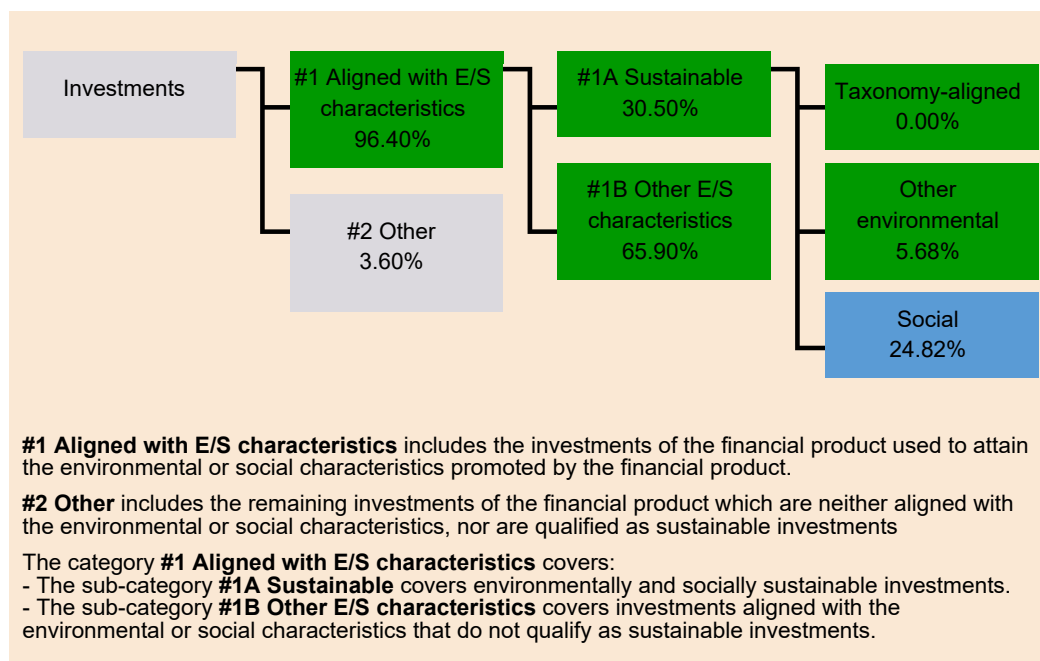 Investments
#1 Aligned with E/S
characteristics
96.40%
#2 Other
3.60%
#1A Sustainable
30.50%
#1B Other E/S
characteristics
65.90%
Taxonomy-aligned
0.00%
Other
environmental
5.68%
Social
24.82%
#1 Aligned with E/S characteristics includes the investments of the financial product used to attain
the environmental or social characteristics promoted by the financial product.
#2 Other includes the remaining investments of the financial product which are neither aligned with
the environmental or social characteristics, nor are qualified as sustainable investments
The category #1 Aligned with E/S characteristics covers:
- The sub-category #1A Sustainable covers environmentally and socially sustainable investments.
- The sub-category #1B Other E/S characteristics covers investments aligned with the
environmental or social characteristics that do not qualify as sustainable investments.